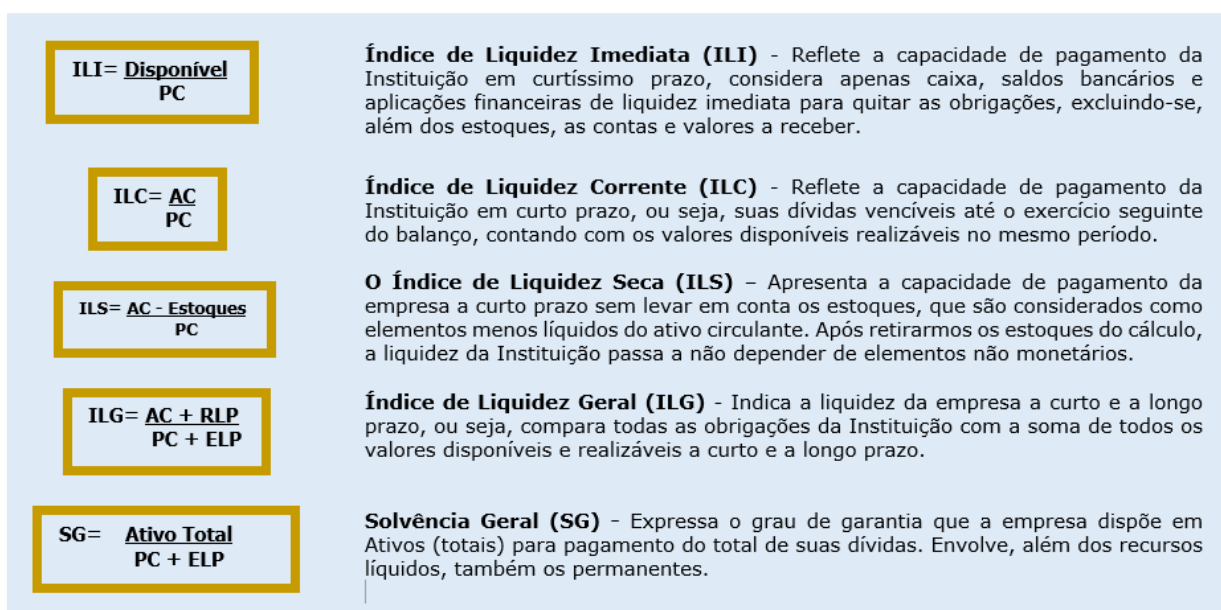 ILI= Disponível
PC
Índice de Liquidez Imediata (ILI) - Reflete a capacidade de pagamento da
Instituição em curtíssimo prazo, considera apenas caixa, saldos bancários e
aplicações financeiras de liquidez imediata para quitar as obrigações, excluindo-se,
além dos estoques, as contas e valores a receber.
ILC= AC
PC
Índice de Liquidez Corrente (ILC) - Reflete a capacidade de pagamento da
Instituição em curto prazo, ou seja, suas dívidas vencíveis até o exercício seguinte
do balanço, contando com os valores disponíveis realizáveis no mesmo período.
ILS= AC - Estoques
PC
O Índice de Liquidez Seca (ILS) – Apresenta a capacidade de pagamento da
empresa a curto prazo sem levar em conta os estoques, que são considerados como
elementos menos líquidos do ativo circulante. Após retirarmos os estoques do cálculo,
a liquidez da Instituição passa a não depender de elementos não monetários.
ILG= AC + RLP
PC + ELP
Índice de Liquidez Geral (ILG) - Indica a liquidez da empresa a curto e a longo
prazo, ou seja, compara todas as obrigações da Instituição com a soma de todos os
valores disponíveis e realizáveis a curto e a longo prazo.
SG= Ativo Total
PC + ELP
Solvência Geral (SG) - Expressa o grau de garantia que a empresa dispõe em
Ativos (totais) para pagamento do total de suas dívidas. Envolve, além dos recursos
líquidos, também os permanentes.